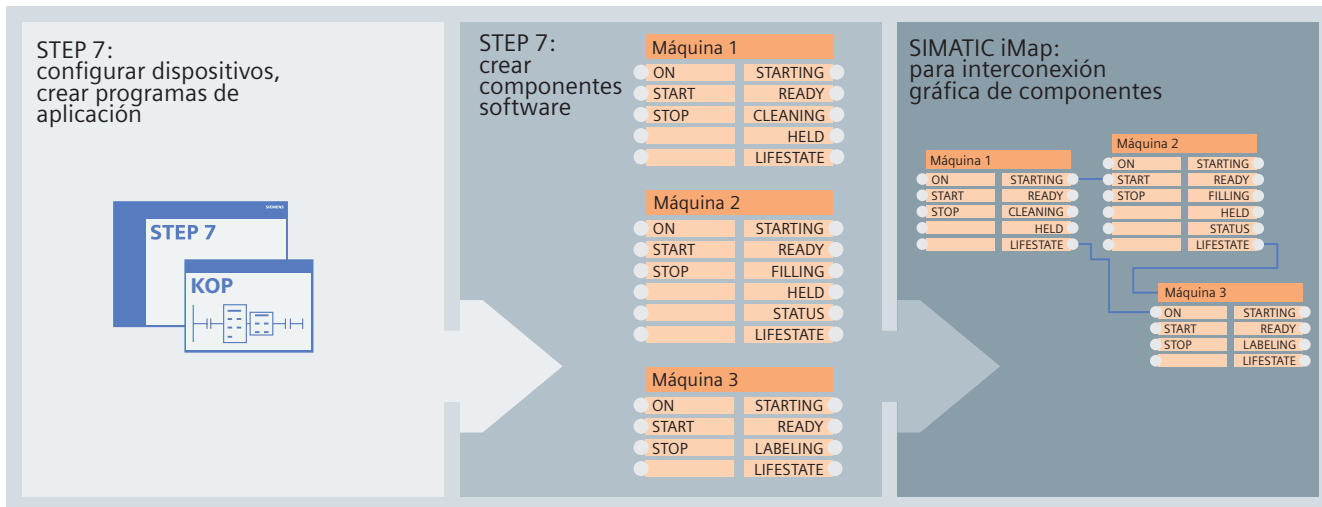 STEP 7:
configurar dispositivos,
crear programas de
aplicación
SIEMENS
STEP 7
KOP
STEP 7:
crear
componentes
software
Máquina 1
ON STARTING
START READY
STOP CLEANING
HELD
LIFESTATE
Máquina 2
ON STARTING
START READY
STOP FILLING
HELD
STATUS
LIFESTATE
Máquina 3
ON STARTING
START READY
STOP LABELING
LIFESTATE
SIMATIC iMap:
para interconexión
gráfica de componentes
Máquina 1
ON STARTING
START READY
STOP CLEANING
HELD
LIFESTATE
Máquina 2
ON STARTING
START READY
STOP FILLING
HELD
STATUS
LIFESTATE
Máquina 3
ON STARTING
START READY
STOP LABELING
LIFESTATE